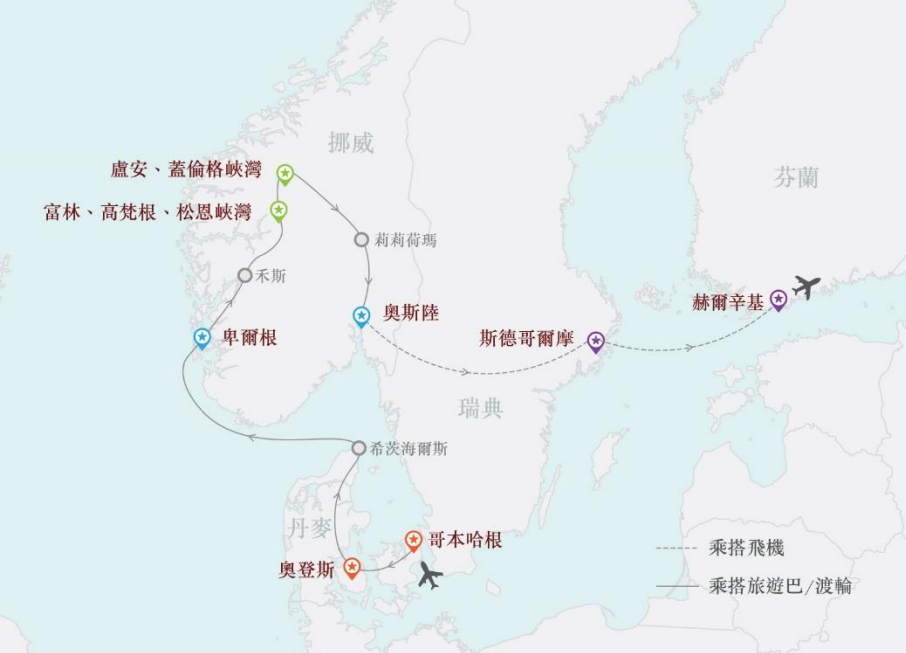 挪威
盧安、蓋倫格峽灣
芬蘭
富林、高梵根、松恩峽灣
莉莉荷瑪
禾斯
赫爾辛基
奧斯陸
卑爾根
斯德哥爾摩
瑞典
希茨海爾斯
丹麥
哥本哈根
乘搭飛機
奧登斯
乘搭旅遊巴/渡輪